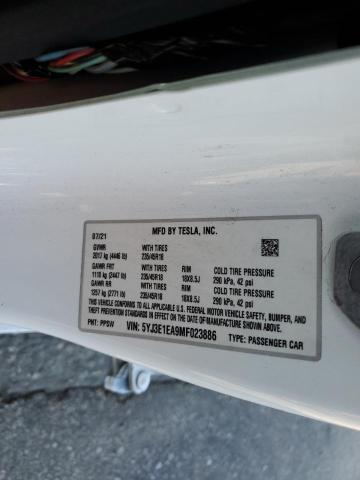 MFD BY TESLA, INC.
07/21
GVWR WITH TIRES
2017 kg (4446 lb) 235/45R18
GAWR FRT WITH TIRES RIM COLD TIRE PRESSURE
1110 kg (2447 lb) 235/45R18 18X8.5J 290 kPa, 42 psi
GAWR RR WITH TIRES RIM COLD TIRE PRESSURE
1257 kg (2771 lb) 235/45R18 18X8.5J 290 kPa, 42 psi
THIS VEHICLE CONFORMS TO ALL APPLICABLE U.S. FEDERAL MOTOR VEHICLE SAFETY, BUMPER, AND
THEFT PREVENTION STANDARDS IN EFFECT ON THE DATE OF MANUFACTURE SHOWN ABOVE.
PNT: PPSW VIN: 5YJ3E1EA9MF023886 TYPE: PASSENGER CAR